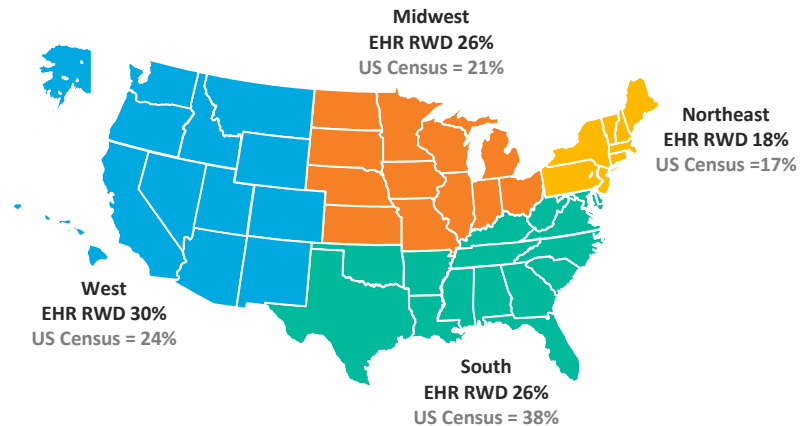 Midwest
EHR RWD 26%
US Census = 21%
Northeast
EHR RWD 18%
US Census =17%
West
EHR RWD 30%
US Census = 24%
South
EHR RWD 26%
US Census = 38%